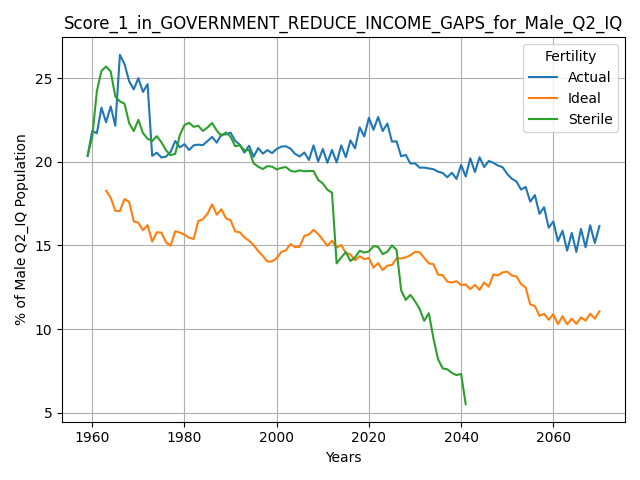 Score_1_in_GOVERNMENT_REDUCE_INCOME_GAPS_for_Male_Q2_IQ
Fertility
Actual
Ideal
Sterile
% of Male Q2_IQ Population
25
20
15
10
5
1960 1980 2000 2020 2040 2060
Years